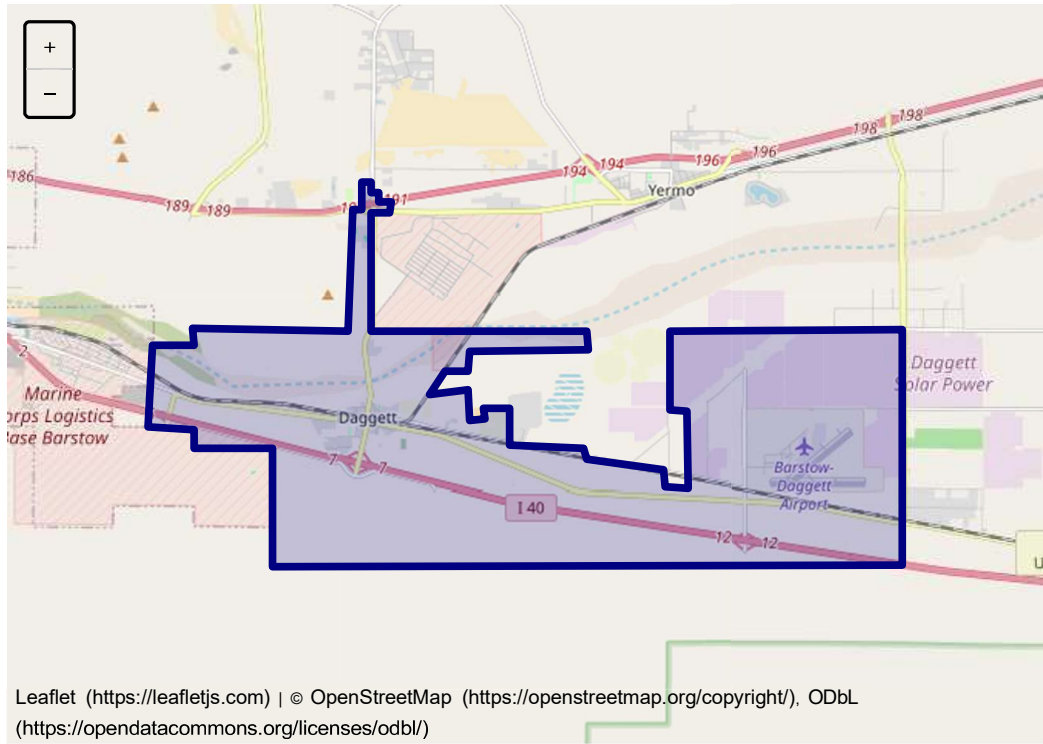 +
−
198
198
196
196
194
194
186
Yermo
191
189
189
2
Daggett
Solar Power
Marine
orps Logistics
Base Barstow
Daggett
7
7
Barstow-
Daggett
Airport
I 40
12
12
U
Leaflet (https://leafletjs.com) | © OpenStreetMap (https://openstreetmap.org/copyright/), ODbL
(https://opendatacommons.org/licenses/odbl/)